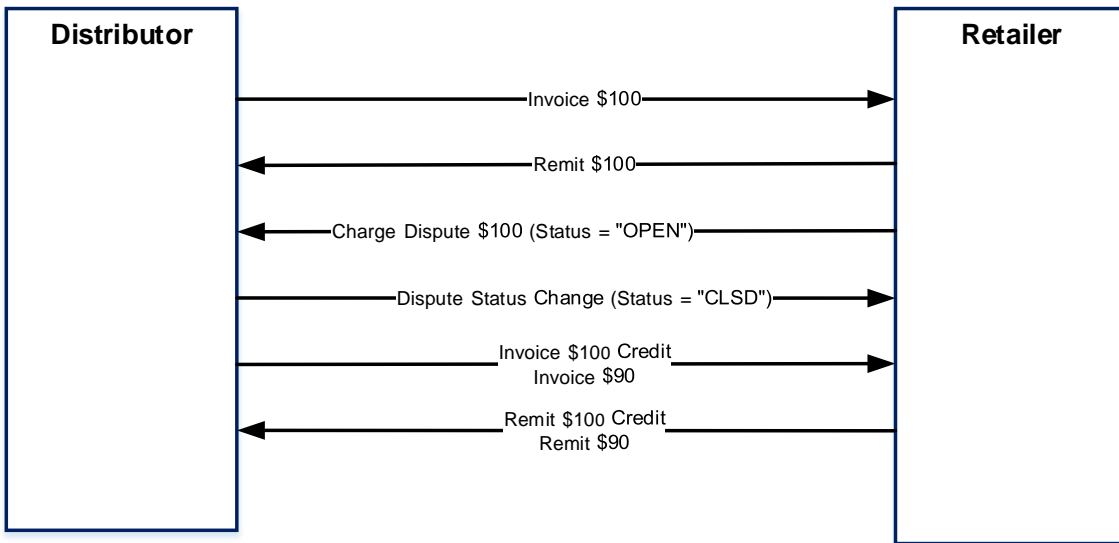 Distributor
Retailer
Invoice $100
Remit $100
Charge Dispute $100 (Status = "OPEN")
Dispute Status Change (Status = "CLSD")
Invoice $100 Credit
Invoice $90
Remit $100 Credit
Remit $90